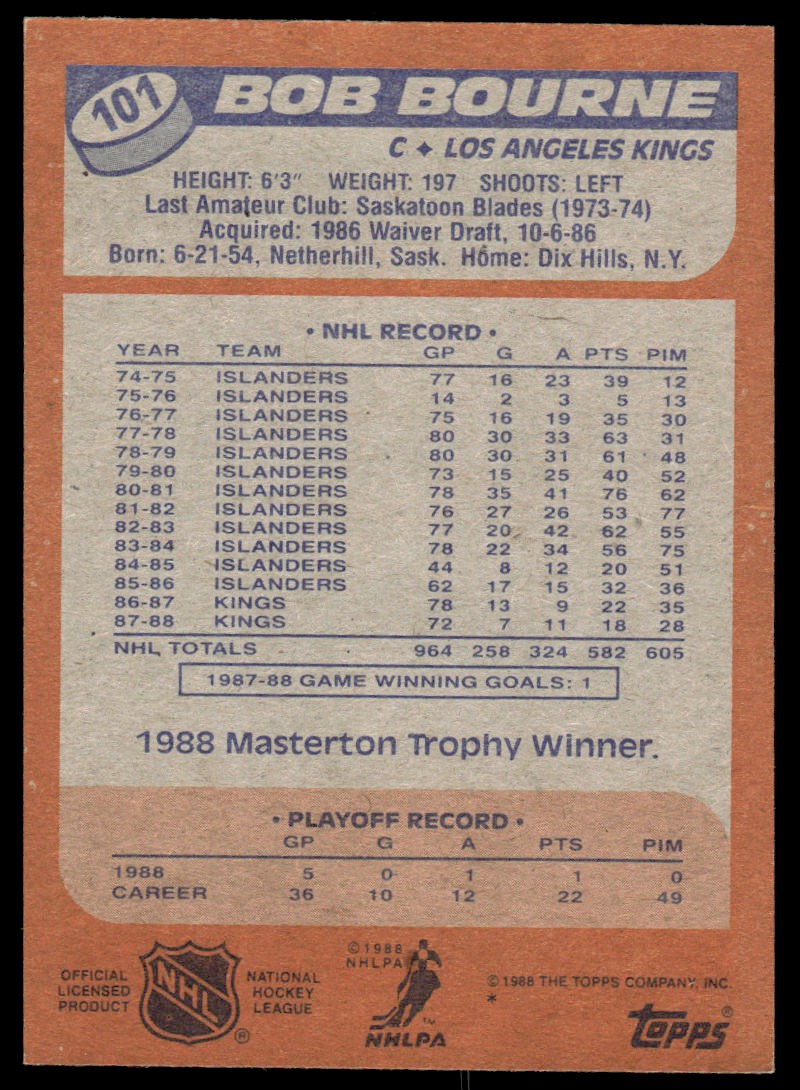 101
BOB BOURNE
C ✦ LOS ANGELES KINGS
HEIGHT: 6'3" WEIGHT: 197 SHOOTS: LEFT
Last Amateur Club: Saskatoon Blades (1973-74)
Acquired: 1986 Waiver Draft, 10-6-86
Born: 6-21-54, Netherhill, Sask. Home: Dix Hills, N.Y.
• NHL RECORD •
YEAR TEAM GP G A PTS PIM
74-75 ISLANDERS 77 16 23 39 12
75-76 ISLANDERS 14 2 3 5 13
76-77 ISLANDERS 75 16 19 35 30
77-78 ISLANDERS 80 30 33 63 31
78-79 ISLANDERS 80 30 31 61 48
79-80 ISLANDERS 73 15 25 40 52
80-81 ISLANDERS 78 35 41 76 62
81-82 ISLANDERS 76 27 26 53 77
82-83 ISLANDERS 77 20 42 62 55
83-84 ISLANDERS 78 22 34 56 75
84-85 ISLANDERS 44 8 12 20 51
85-86 ISLANDERS 62 17 15 32 36
86-87 KINGS 78 13 9 22 35
87-88 KINGS 72 7 11 18 28
NHL TOTALS 964 258 324 582 605
1987-88 GAME WINNING GOALS: 1
1988 Masterton Trophy Winner.
• PLAYOFF RECORD •
GP G A PTS PIM
1988 5 0 1 1 0
CAREER 36 10 12 22 49
OFFICIAL
LICENSED
PRODUCT
NHL
®
NATIONAL
HOCKEY
LEAGUE
©1988
NHLPA
™
NHLPA
©1988 THE TOPPS COMPANY, INC.
*
topps®